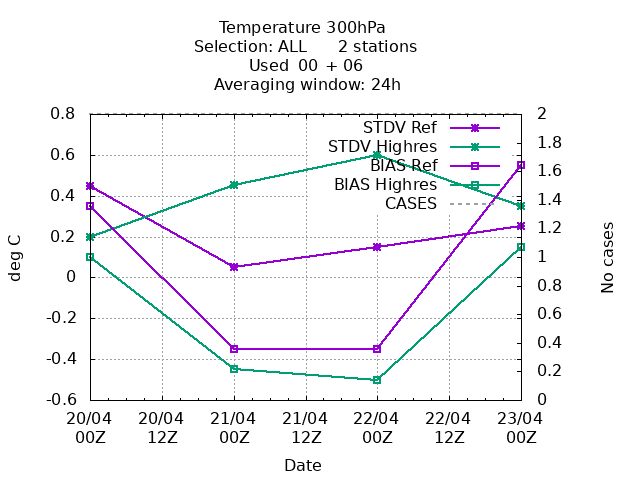 Temperature 300hPa
Selection: ALL      2 stations
Used  00 + 06
Averaging window: 24h
0.8
0.6
0.4
0.2
0
-0.2
-0.4
-0.6
deg C
2
1.8
1.6
1.4
1.2
1
0.8
0.6
0.4
0.2
0
No cases
STDV Ref
STDV Highres
BIAS Ref
BIAS Highres
CASES
20/04 20/04 21/04 21/04 22/04 22/04 23/04
00Z 12Z 00Z 12Z 00Z 12Z 00Z
Date